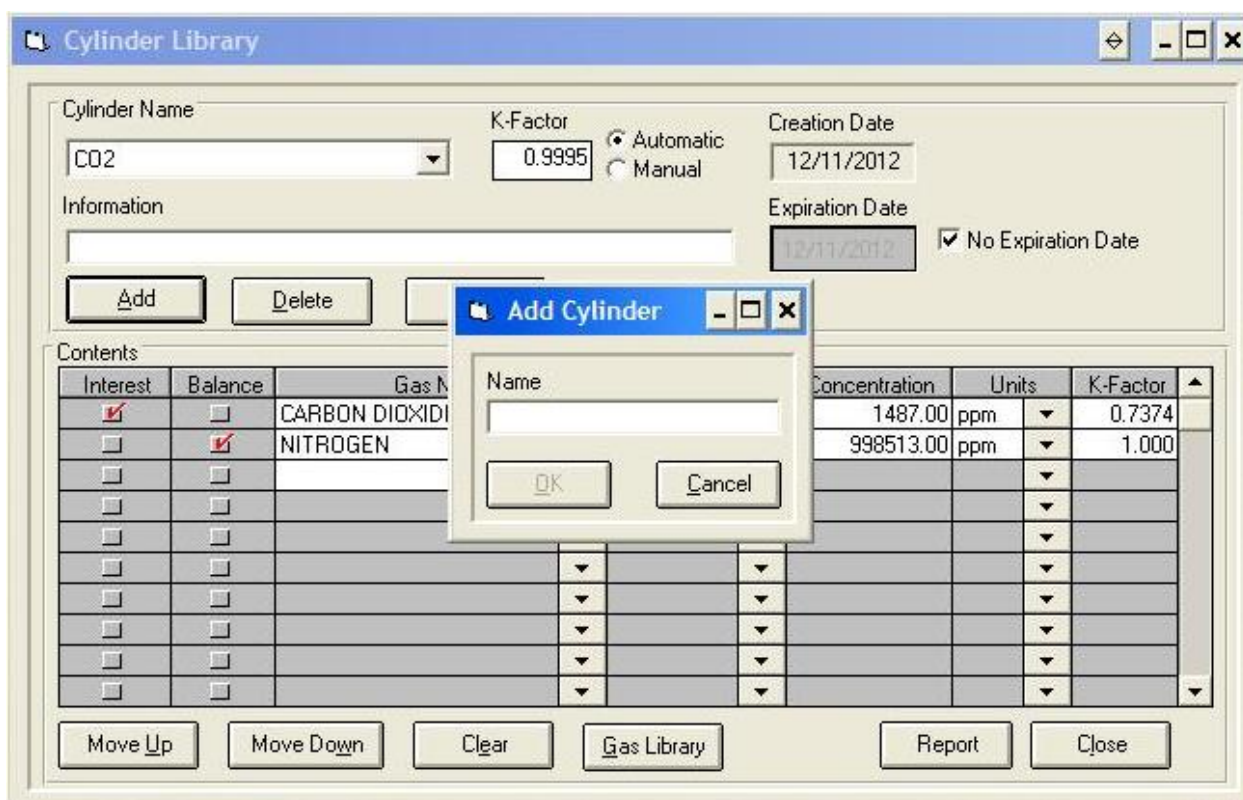 Cylinder Library
Cylinder Name
K-Factor
Creation Date
CO2
0.9995
Automatic
Manual
12/11/2012
Information
Expiration Date
12/11/2012
No Expiration Date
Add
Delete
Add Cylinder
Name
OK
Cancel
Contents
Interest Balance Gas N Concentration Units K-Factor
CARBON DIOXID 1487.00 ppm 0.7374
NITROGEN 998513.00 ppm 1.000
Move Up Move Down Clear Gas Library Report Close